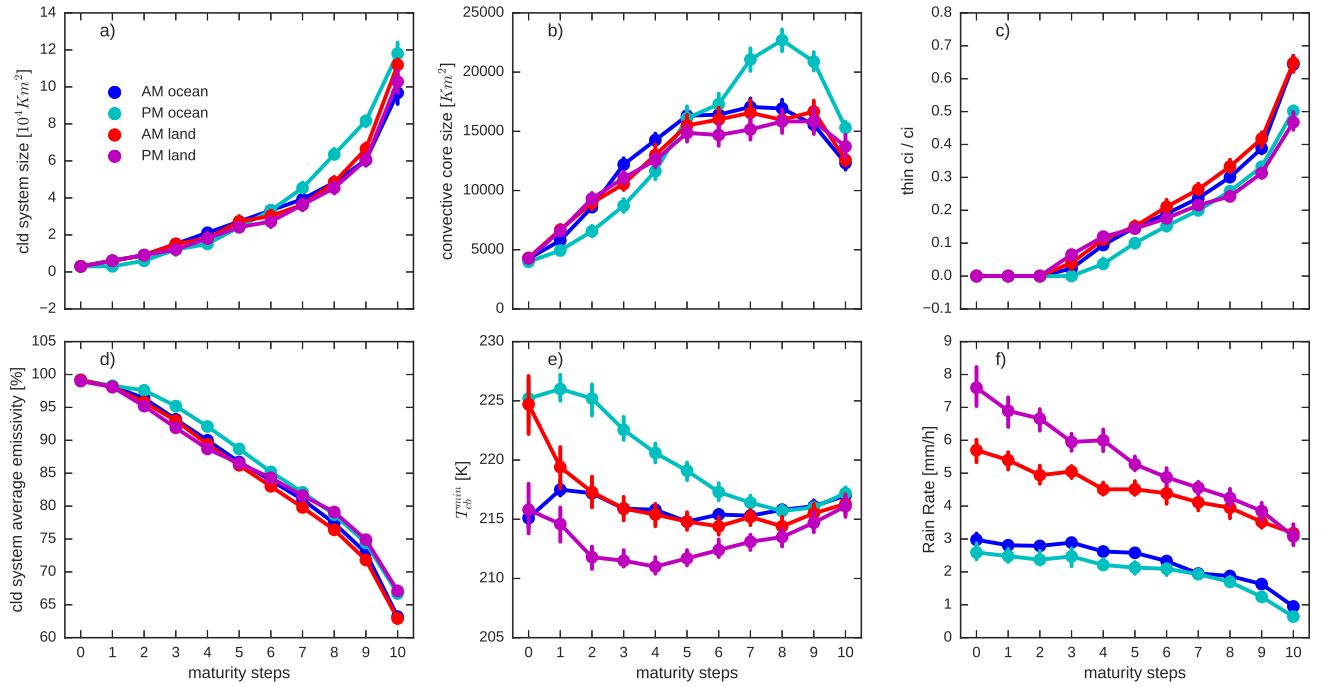 a)
cld system size [10⁴Km²]
14
12
10
8
6
4
2
0
−2
AM ocean
PM ocean
AM land
PM land
b)
convective core size [Km²]
25000
20000
15000
10000
5000
0
c)
thin ci / ci
0.8
0.7
0.6
0.5
0.4
0.3
0.2
0.1
0.0
−0.1
d)
cld system average emissivity [%]
105
100
95
90
85
80
75
70
65
60
0 1 2 3 4 5 6 7 8 9 10
maturity steps
e)
T_cb^min [K]
230
225
220
215
210
205
0 1 2 3 4 5 6 7 8 9 10
maturity steps
f)
Rain Rate [mm/h]
9
8
7
6
5
4
3
2
1
0
0 1 2 3 4 5 6 7 8 9 10
maturity steps